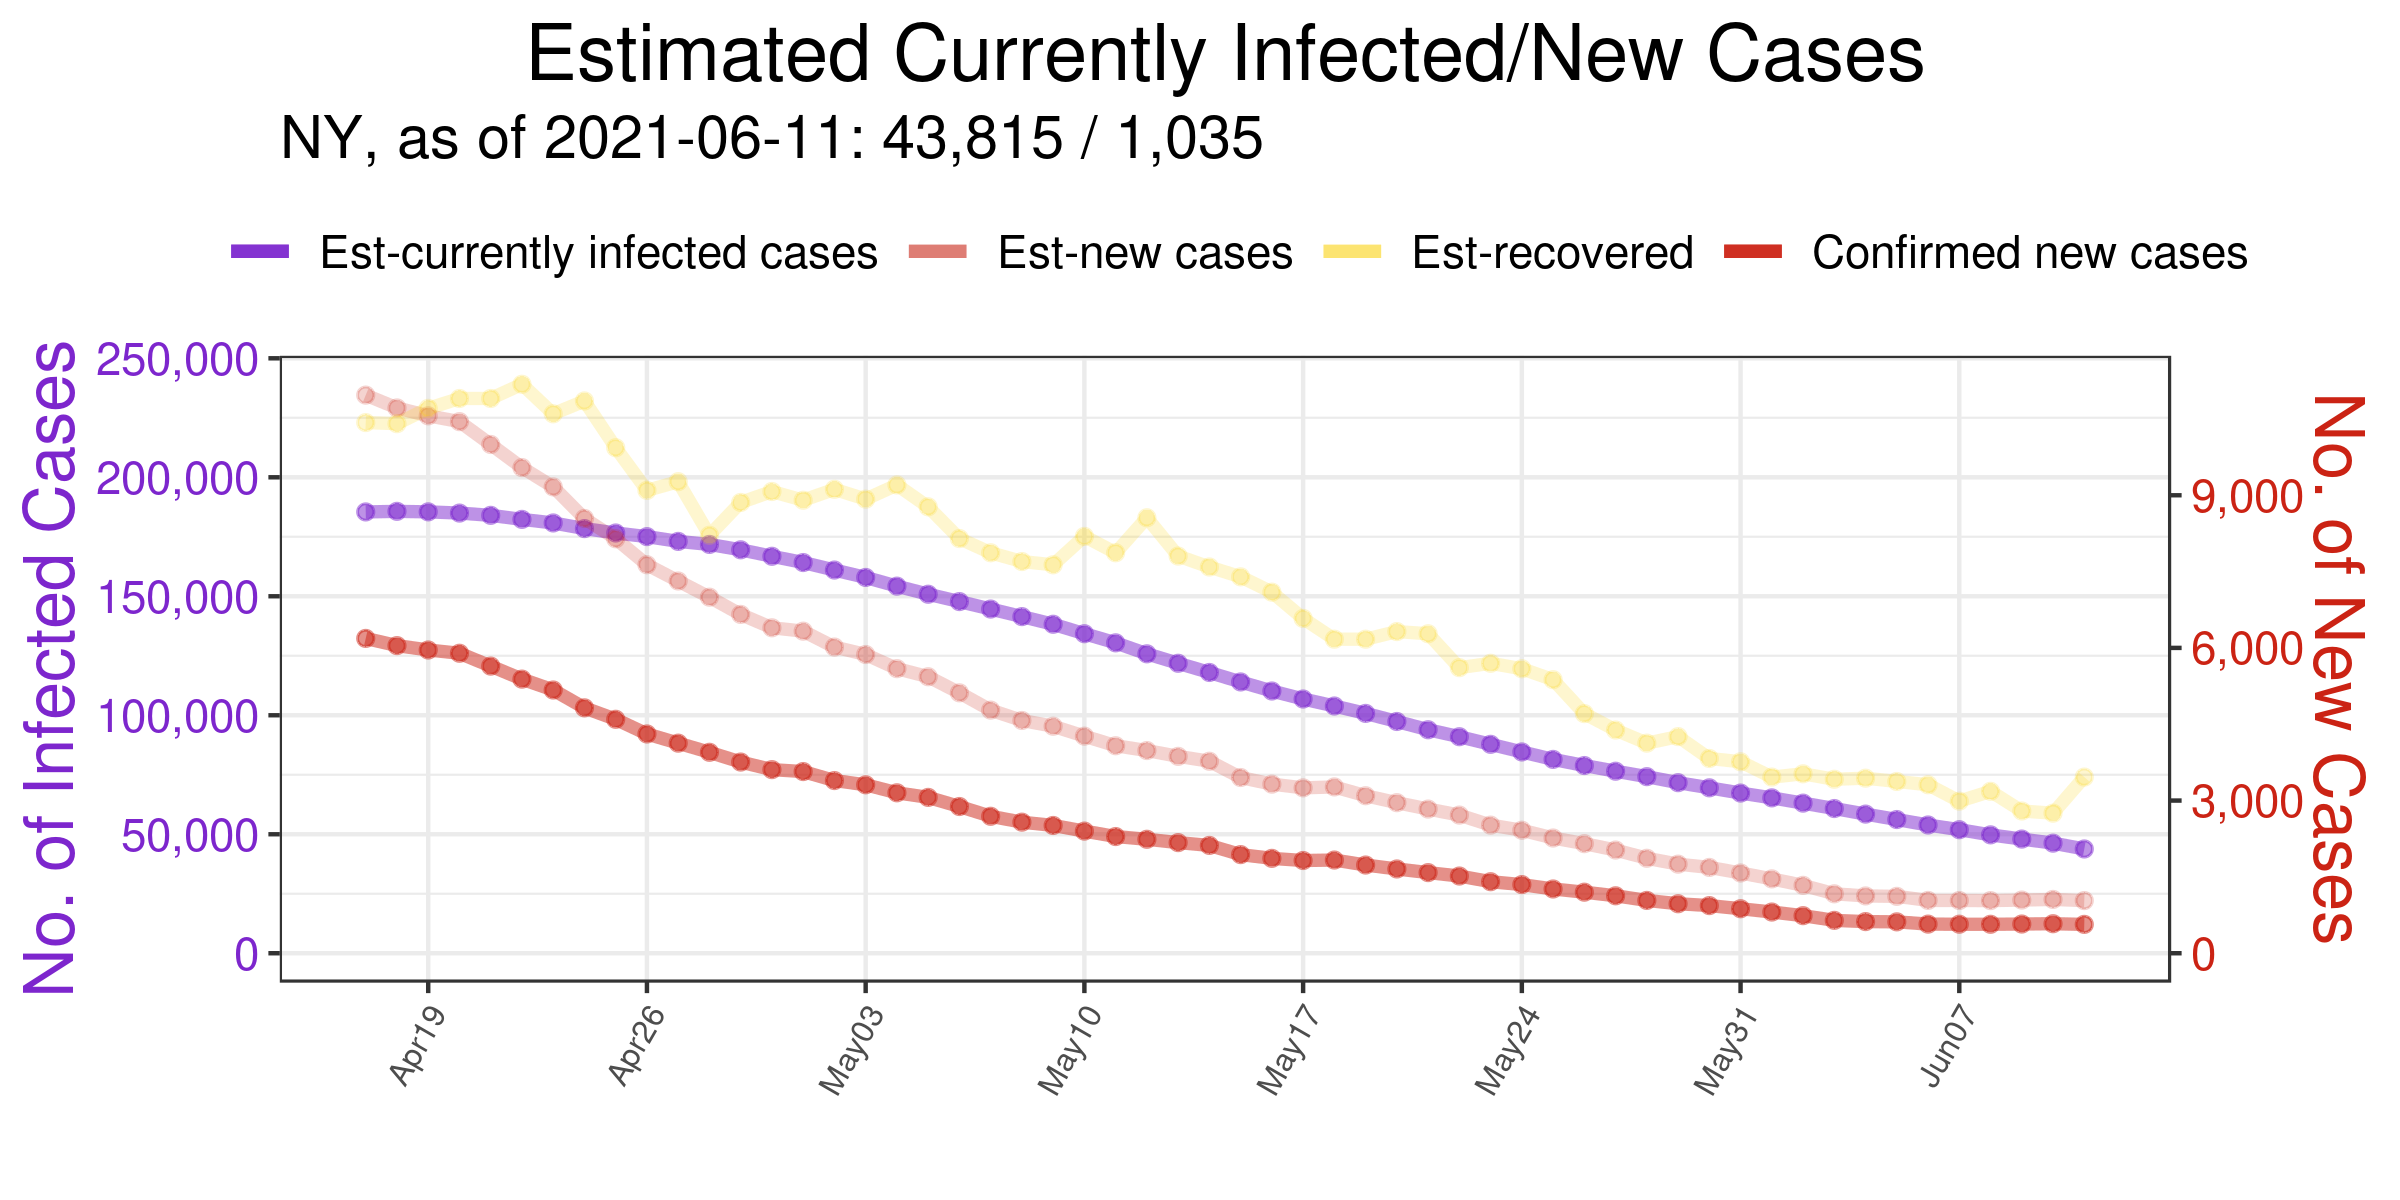 Estimated Currently Infected/New Cases
NY, as of 2021-06-11: 43,815 / 1,035
Est-currently infected cases Est-new cases Est-recovered Confirmed new cases
No. of Infected Cases
250,000
200,000
150,000
100,000
50,000
0
9,000
6,000
3,000
0
No. of New Cases
Apr19 Apr26 May03 May10 May17 May24 May31 Jun07